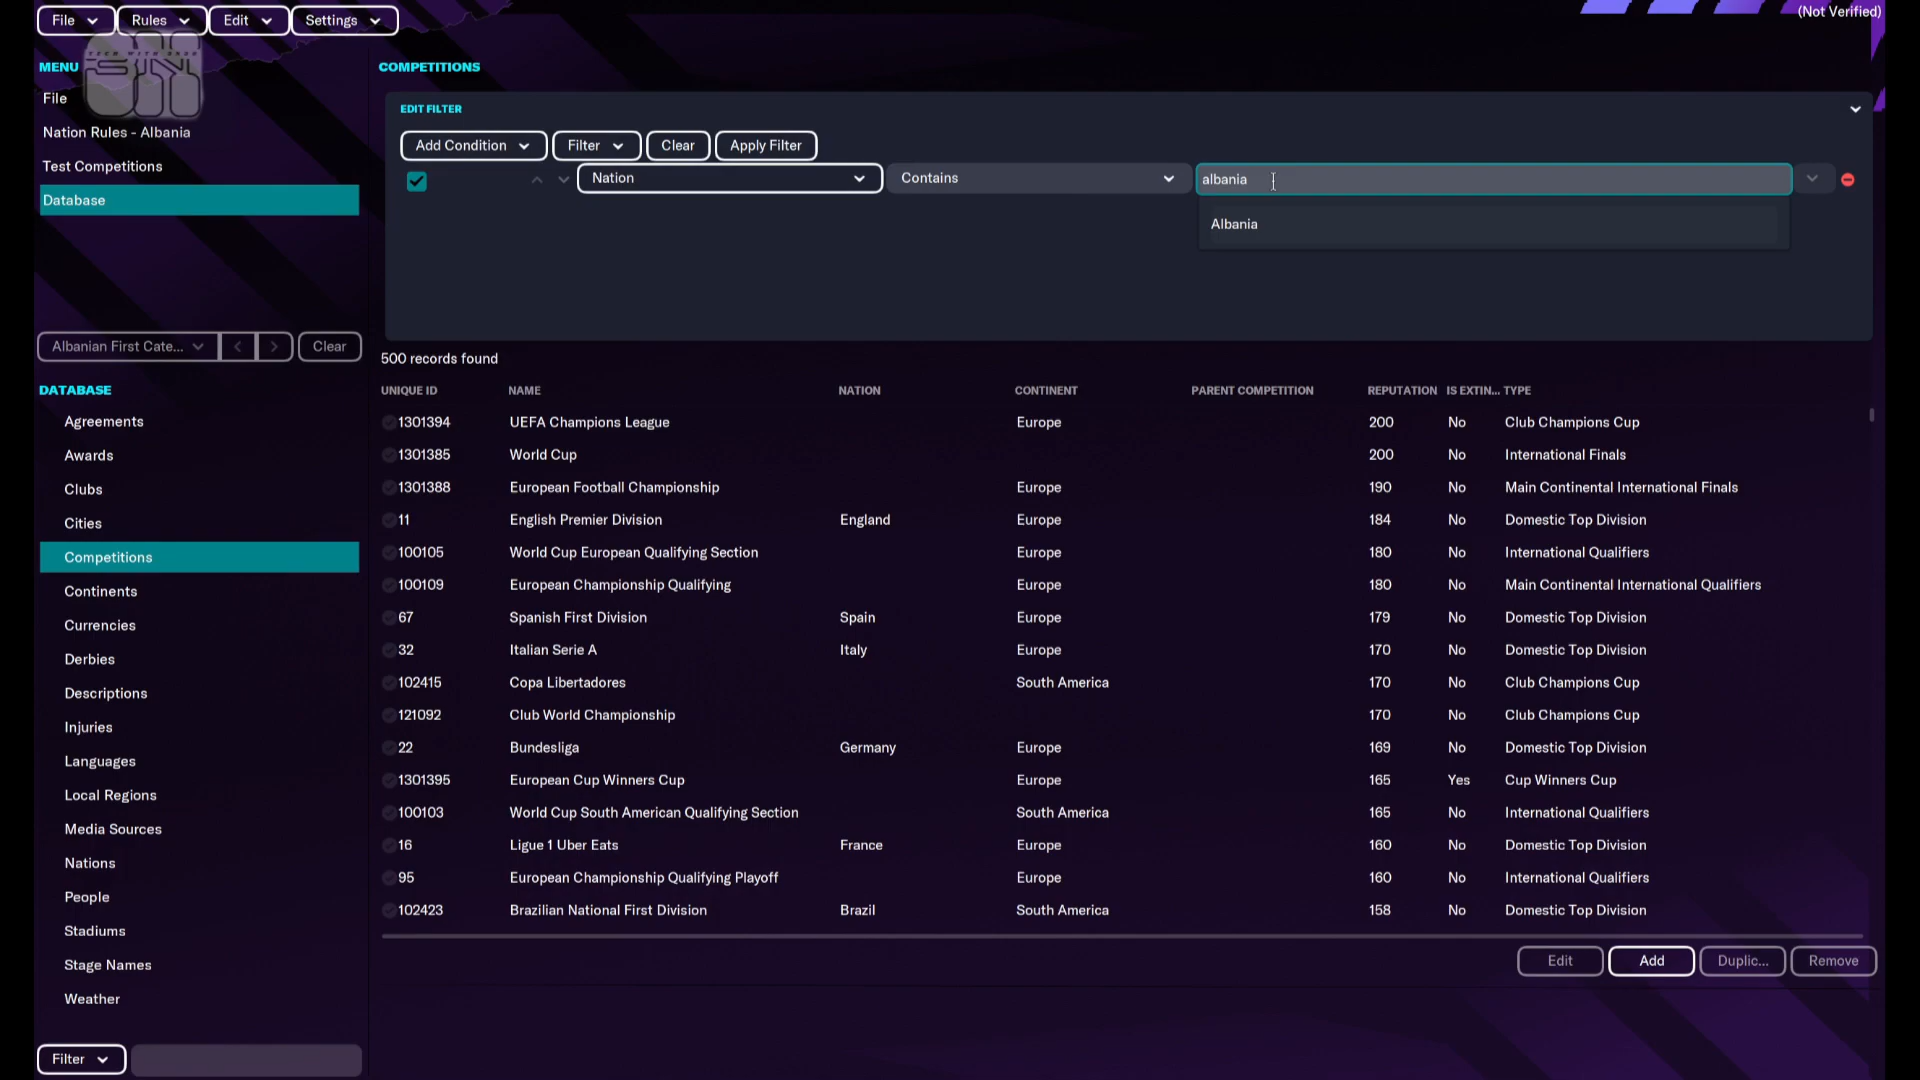 File
Rules
Edit
Settings
(Not Verified)
MENU
File
Nation Rules - Albania
Test Competitions
Database
Albanian First Cate...
<
>
Clear
DATABASE
Agreements
Awards
Clubs
Cities
Competitions
Continents
Currencies
Derbies
Descriptions
Injuries
Languages
Local Regions
Media Sources
Nations
People
Stadiums
Stage Names
Weather
Filter
COMPETITIONS
EDIT FILTER
Add Condition
Filter
Clear
Apply Filter
Nation
Contains
albania
Albania
500 records found
UNIQUE ID NAME NATION CONTINENT PARENT COMPETITION REPUTATION IS EXTIN... TYPE
1301394 UEFA Champions League Europe 200 No Club Champions Cup
1301385 World Cup 200 No International Finals
1301388 European Football Championship Europe 190 No Main Continental International Finals
11 English Premier Division England Europe 184 No Domestic Top Division
100105 World Cup European Qualifying Section Europe 180 No International Qualifiers
100109 European Championship Qualifying Europe 180 No Main Continental International Qualifiers
67 Spanish First Division Spain Europe 179 No Domestic Top Division
32 Italian Serie A Italy Europe 170 No Domestic Top Division
102415 Copa Libertadores South America 170 No Club Champions Cup
121092 Club World Championship 170 No Club Champions Cup
22 Bundesliga Germany Europe 169 No Domestic Top Division
1301395 European Cup Winners Cup Europe 165 Yes Cup Winners Cup
100103 World Cup South American Qualifying Section South America 165 No International Qualifiers
16 Ligue 1 Uber Eats France Europe 160 No Domestic Top Division
95 European Championship Qualifying Playoff Europe 160 No International Qualifiers
102423 Brazilian National First Division Brazil South America 158 No Domestic Top Division
Edit
Add
Duplic...
Remove